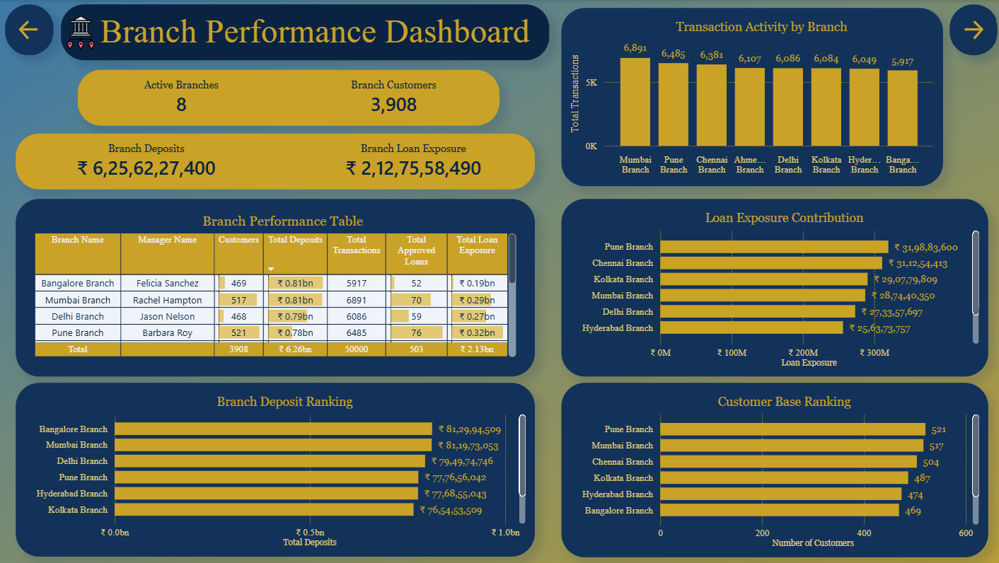 Branch Performance Dashboard
Active Branches
8
Branch Customers
3,908
Branch Deposits
₹ 6,25,62,27,400
Branch Loan Exposure
₹ 2,12,75,58,490
Transaction Activity by Branch
Total Transactions
5K
0K
6,891
6,485
6,381
6,107
6,086
6,084
6,049
5,917
Mumbai Branch
Pune Branch
Chennai Branch
Ahme... Branch
Delhi Branch
Kolkata Branch
Hyder... Branch
Banga... Branch
Branch Performance Table
Branch Name Manager Name Customers Total Deposits Total Transactions Total Approved Loans Total Loan Exposure
Bangalore Branch Felicia Sanchez 469 ₹ 0.81bn 5917 52 ₹ 0.19bn
Mumbai Branch Rachel Hampton 517 ₹ 0.81bn 6891 70 ₹ 0.29bn
Delhi Branch Jason Nelson 468 ₹ 0.79bn 6086 59 ₹ 0.27bn
Pune Branch Barbara Roy 521 ₹ 0.78bn 6485 76 ₹ 0.32bn
Total 3908 ₹ 6.26bn 50000 503 ₹ 2.13bn
Loan Exposure Contribution
Pune Branch ₹ 31,98,83,600
Chennai Branch ₹ 31,12,54,413
Kolkata Branch ₹ 29,07,79,809
Mumbai Branch ₹ 28,74,40,350
Delhi Branch ₹ 27,33,57,697
Hyderabad Branch ₹ 25,63,73,757
₹ 0M ₹ 100M ₹ 200M ₹ 300M
Loan Exposure
Branch Deposit Ranking
Bangalore Branch ₹ 81,29,94,509
Mumbai Branch ₹ 81,19,73,053
Delhi Branch ₹ 79,49,74,746
Pune Branch ₹ 77,76,56,042
Hyderabad Branch ₹ 77,68,55,043
Kolkata Branch ₹ 76,54,53,509
₹ 0.0bn ₹ 0.5bn ₹ 1.0bn
Total Deposits
Customer Base Ranking
Pune Branch 521
Mumbai Branch 517
Chennai Branch 504
Kolkata Branch 487
Hyderabad Branch 474
Bangalore Branch 469
0 200 400 600
Number of Customers